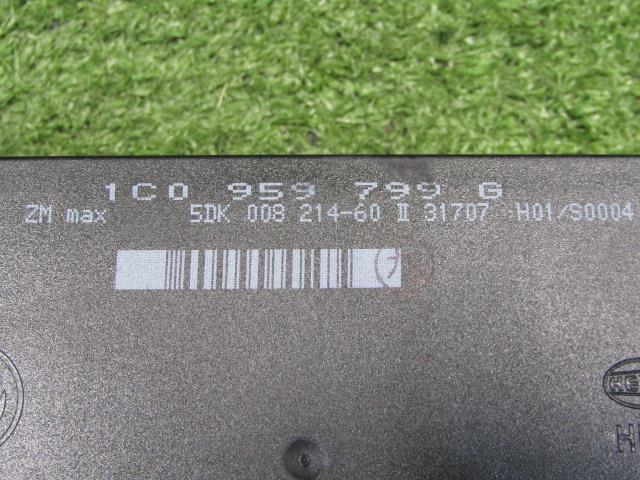 1C0 959 799 G
ZM max 5DK 008 214-60 II 31707 H01/S0004